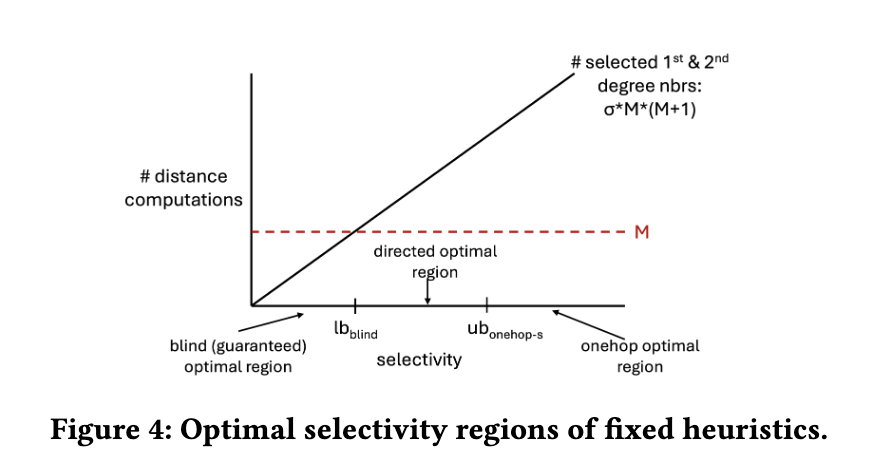 # selected 1st & 2nd
degree nbrs:
σ*M*(M+1)
# distance
computations
M
directed optimal
region
lbblind
ubonehop-s
blind (guaranteed)
optimal region
selectivity
onehop optimal
region
Figure 4: Optimal selectivity regions of fixed heuristics.